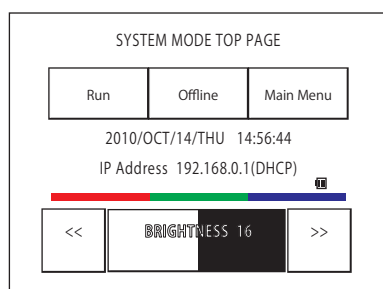 SYSTEM MODE TOP PAGE
Run Offline Main Menu
2010/OCT/14/THU 14:56:44
IP Address 192.168.0.1(DHCP)
<< BRIGHTNESS 16 >>